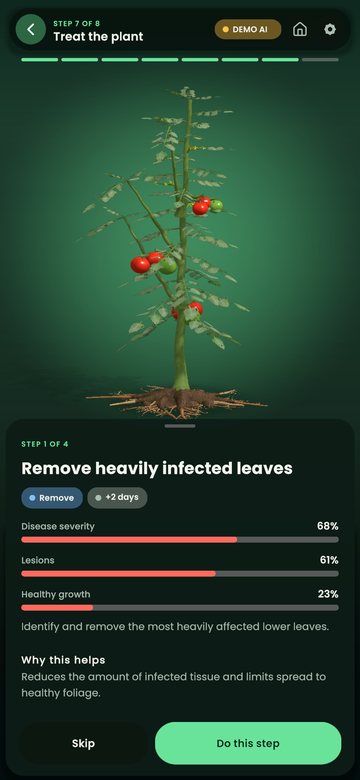 STEP 7 OF 8
Treat the plant
DEMO AI
STEP 1 OF 4
Remove heavily infected leaves
Remove
+2 days
Disease severity
68%
Lesions
61%
Healthy growth
23%
Identify and remove the most heavily affected lower leaves.
Why this helps
Reduces the amount of infected tissue and limits spread to
healthy foliage.
Skip
Do this step